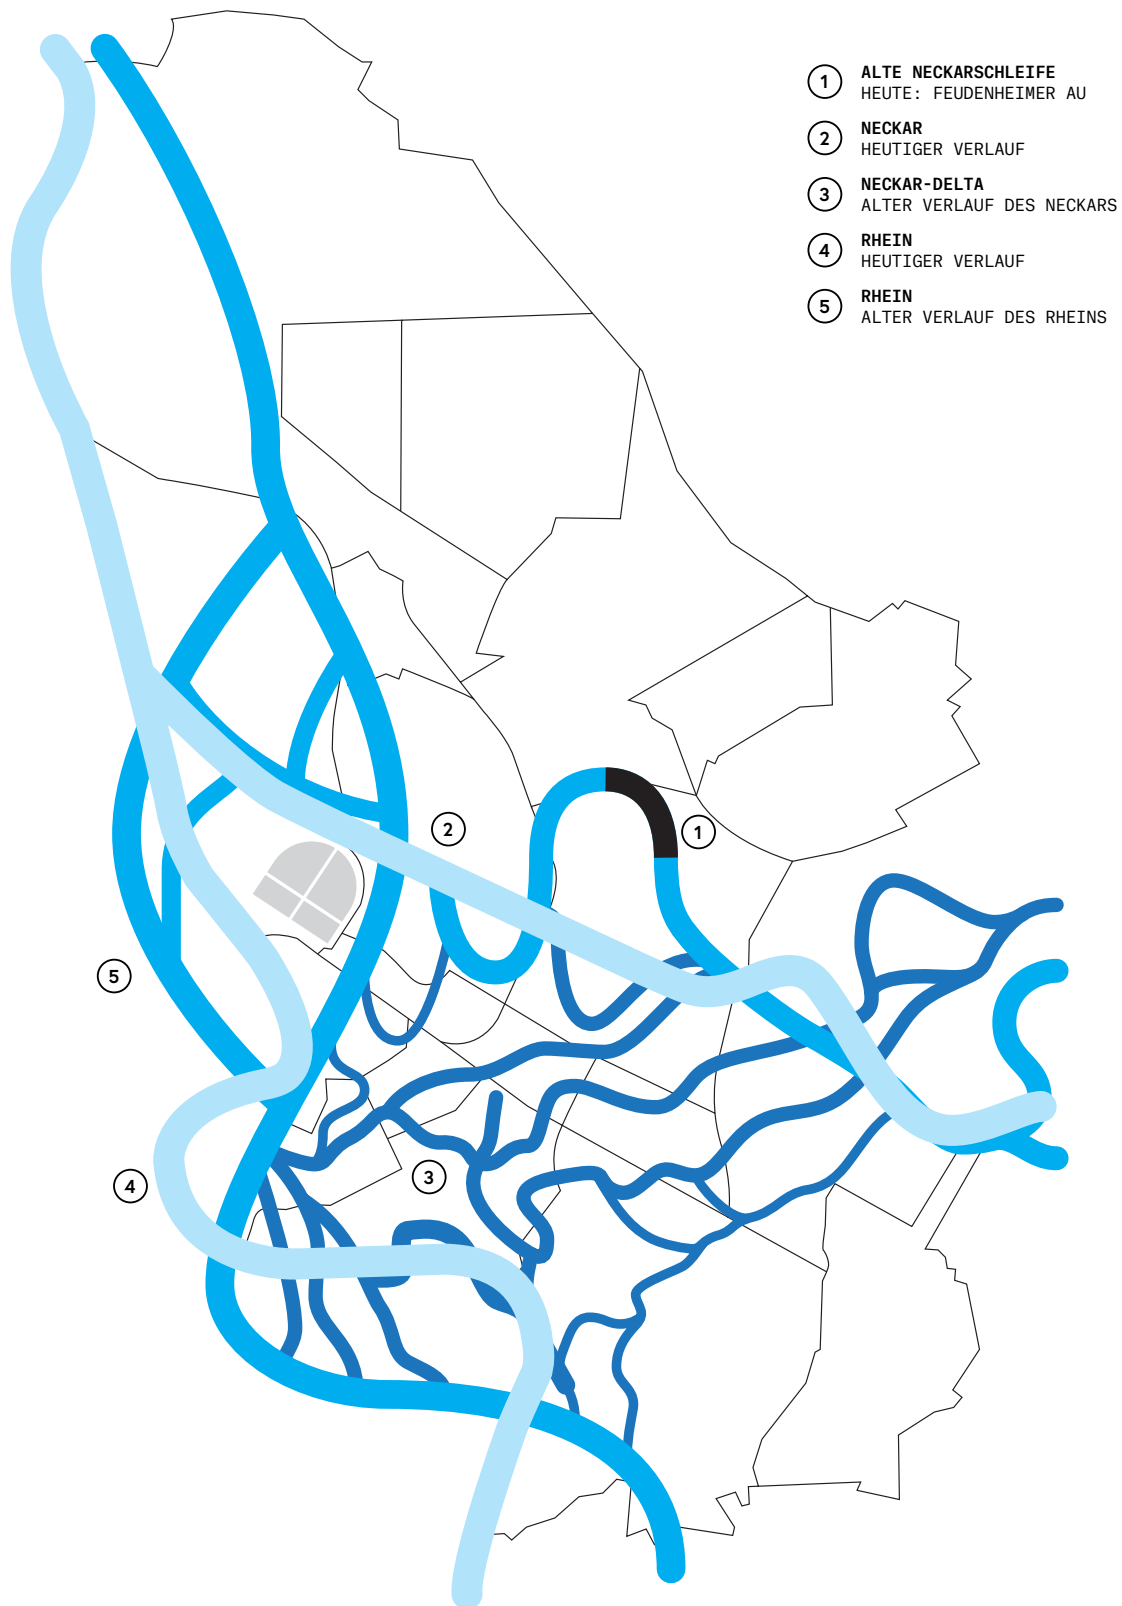 1 ALTE NECKARSCHLEIFE
HEUTE: FEUDENHEIMER AU
2 NECKAR
HEUTIGER VERLAUF
3 NECKAR-DELTA
ALTER VERLAUF DES NECKARS
4 RHEIN
HEUTIGER VERLAUF
5 RHEIN
ALTER VERLAUF DES RHEINS
2
1
5
3
4